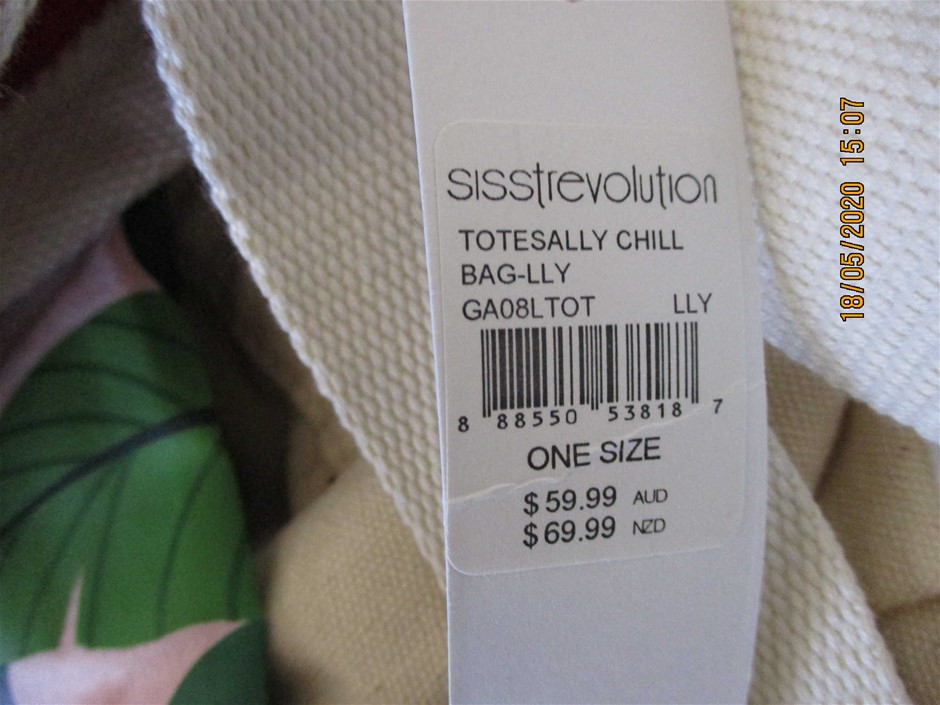 sisstrevolution
TOTESALLY CHILL
BAG-LLY
GA08LTOT LLY
8 88550 53818 7
ONE SIZE
$59.99 AUD
$69.99 NZD
18/05/2020 15:07